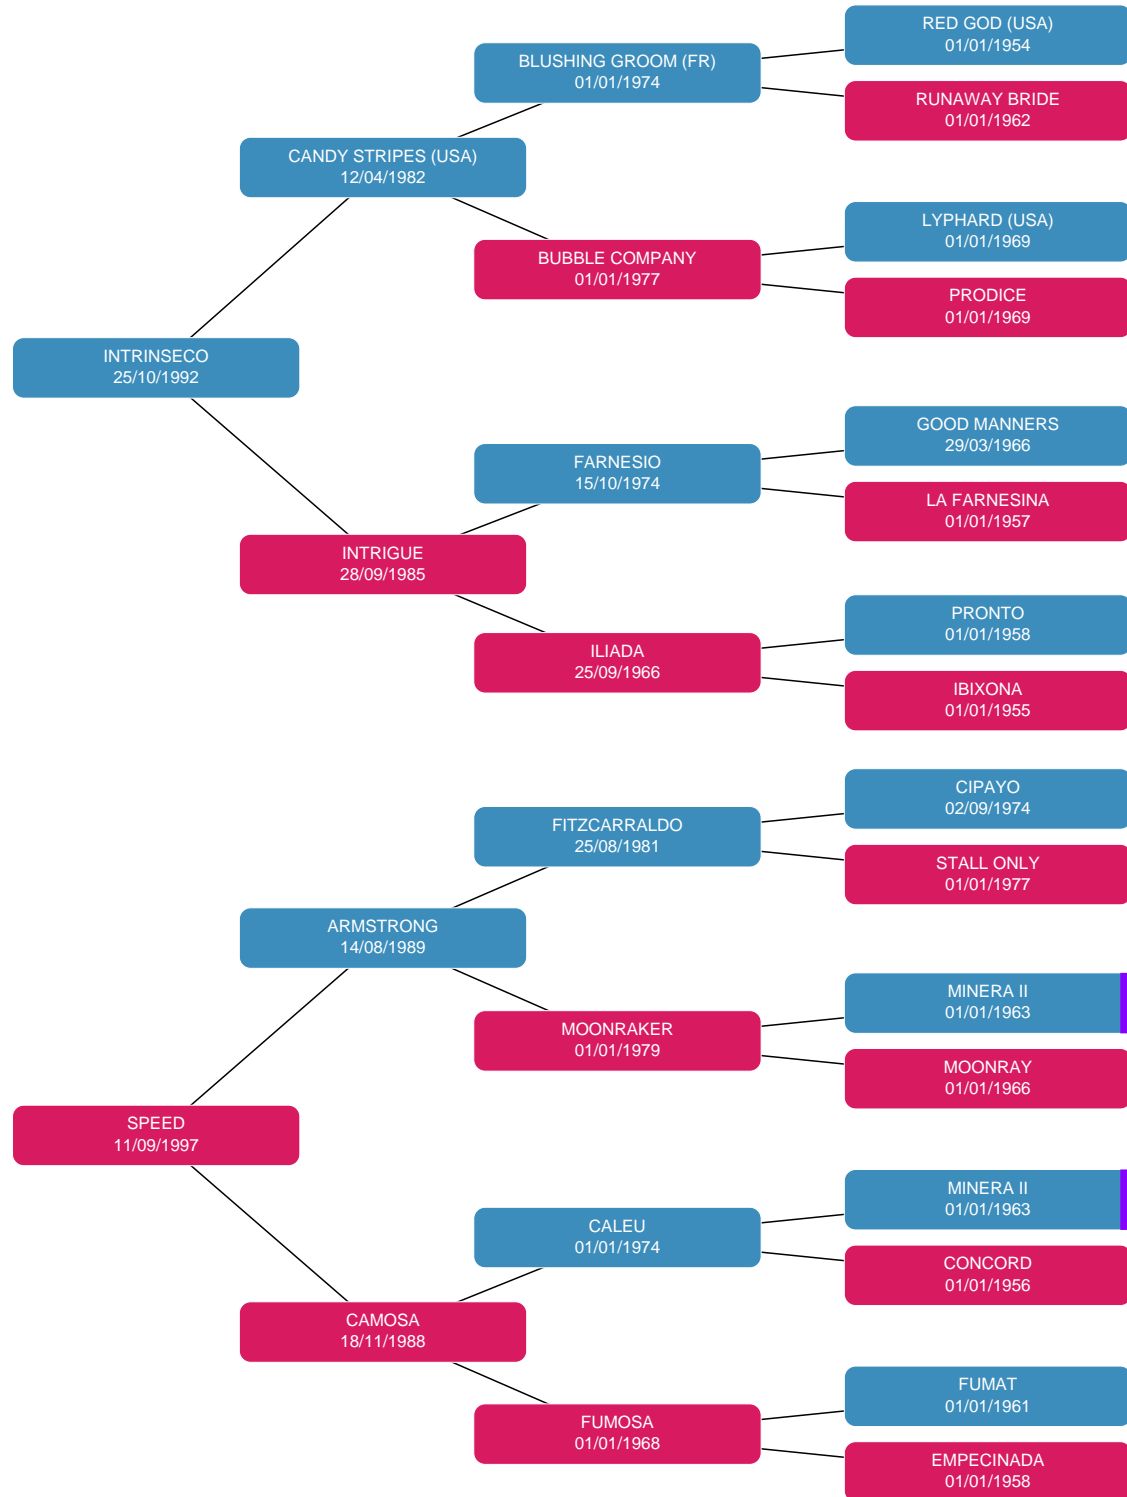 RED GOD (USA)
01/01/1954
BLUSHING GROOM (FR)
01/01/1974
RUNAWAY BRIDE
01/01/1962
CANDY STRIPES (USA)
12/04/1982
LYPHARD (USA)
01/01/1969
BUBBLE COMPANY
01/01/1977
PRODICE
01/01/1969
INTRINSECO
25/10/1992
GOOD MANNERS
29/03/1966
FARNESIO
15/10/1974
LA FARNESINA
01/01/1957
INTRIGUE
28/09/1985
PRONTO
01/01/1958
ILIADA
25/09/1966
IBIXONA
01/01/1955
CIPAYO
02/09/1974
FITZCARRALDO
25/08/1981
STALL ONLY
01/01/1977
ARMSTRONG
14/08/1989
MINERA II
01/01/1963
MOONRAKER
01/01/1979
MOONRAY
01/01/1966
SPEED
11/09/1997
MINERA II
01/01/1963
CALEU
01/01/1974
CONCORD
01/01/1956
CAMOSA
18/11/1988
FUMAT
01/01/1961
FUMOSA
01/01/1968
EMPECINADA
01/01/1958